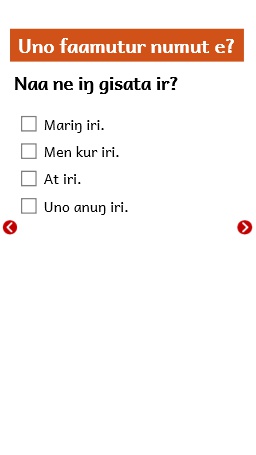 Uno faamutur numut e?
Naa ne iŋ gisata ir?
Mariŋ iri.
Men kur iri.
At iri.
Uno anuŋ iri.